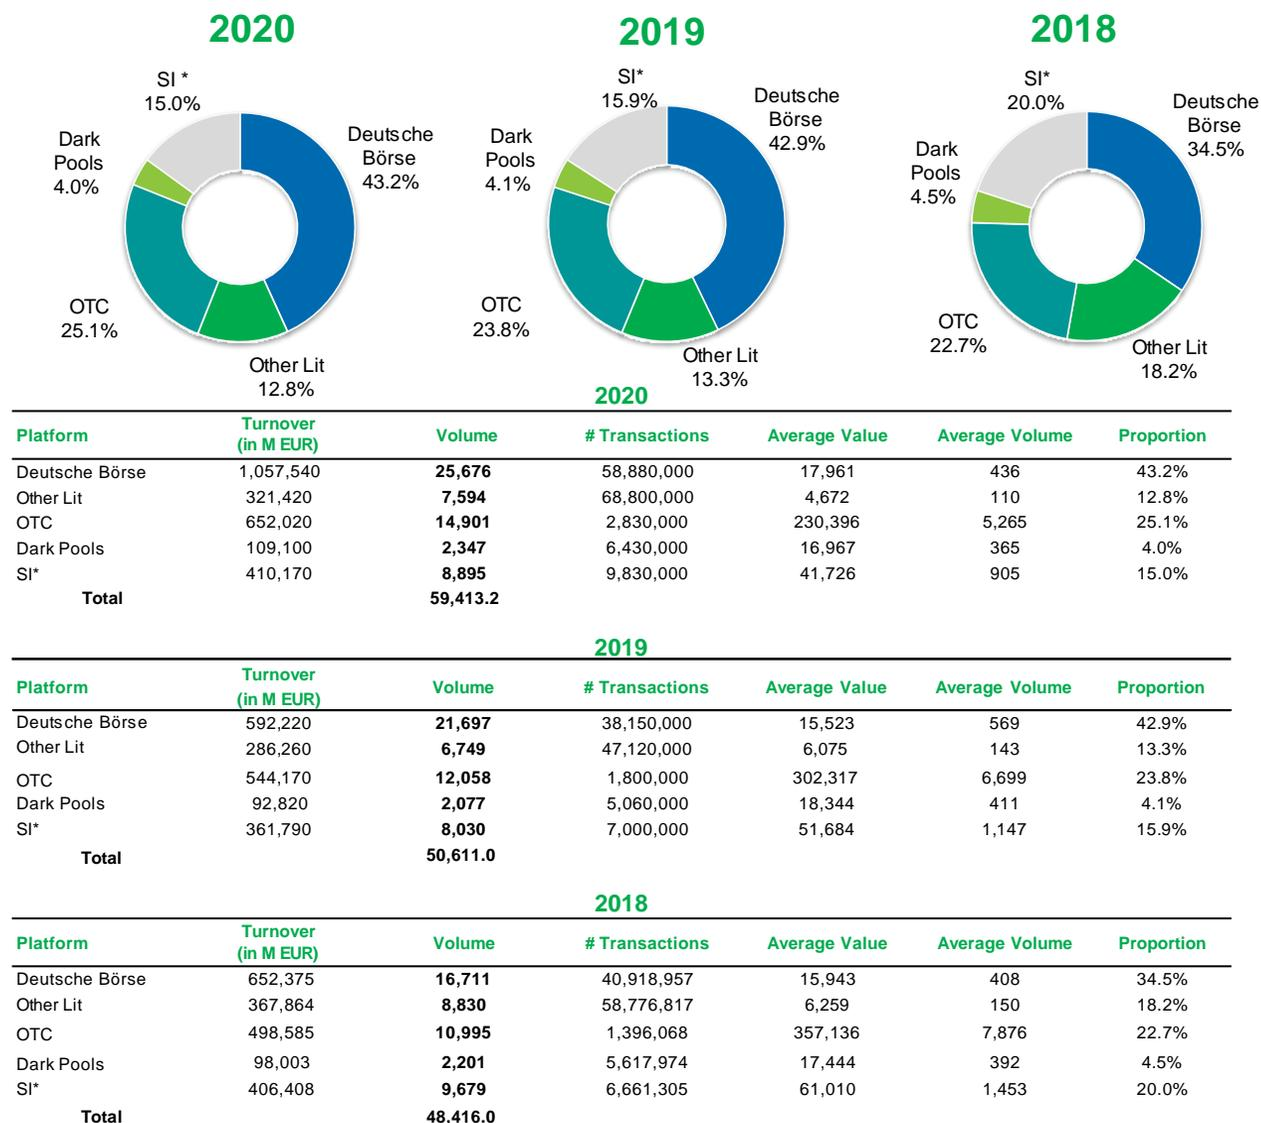 2020
2019
2018
SI *
15.0%
Dark
Pools
4.0%
Deutsche
Börse
43.2%
OTC
25.1%
Other Lit
12.8%
SI*
15.9%
Dark
Pools
4.1%
Deutsche
Börse
42.9%
OTC
23.8%
Other Lit
13.3%
SI*
20.0%
Dark
Pools
4.5%
Deutsche
Börse
34.5%
OTC
22.7%
Other Lit
18.2%
2020
Platform Turnover (in M EUR) Volume # Transactions Average Value Average Volume Proportion
Deutsche Börse 1,057,540 25,676 58,880,000 17,961 436 43.2%
Other Lit 321,420 7,594 68,800,000 4,672 110 12.8%
OTC 652,020 14,901 2,830,000 230,396 5,265 25.1%
Dark Pools 109,100 2,347 6,430,000 16,967 365 4.0%
SI* 410,170 8,895 9,830,000 41,726 905 15.0%
Total 59,413.2
2019
Platform Turnover (in M EUR) Volume # Transactions Average Value Average Volume Proportion
Deutsche Börse 592,220 21,697 38,150,000 15,523 569 42.9%
Other Lit 286,260 6,749 47,120,000 6,075 143 13.3%
OTC 544,170 12,058 1,800,000 302,317 6,699 23.8%
Dark Pools 92,820 2,077 5,060,000 18,344 411 4.1%
SI* 361,790 8,030 7,000,000 51,684 1,147 15.9%
Total 50,611.0
2018
Platform Turnover (in M EUR) Volume # Transactions Average Value Average Volume Proportion
Deutsche Börse 652,375 16,711 40,918,957 15,943 408 34.5%
Other Lit 367,864 8,830 58,776,817 6,259 150 18.2%
OTC 498,585 10,995 1,396,068 357,136 7,876 22.7%
Dark Pools 98,003 2,201 5,617,974 17,444 392 4.5%
SI* 406,408 9,679 6,661,305 61,010 1,453 20.0%
Total 48,416.0